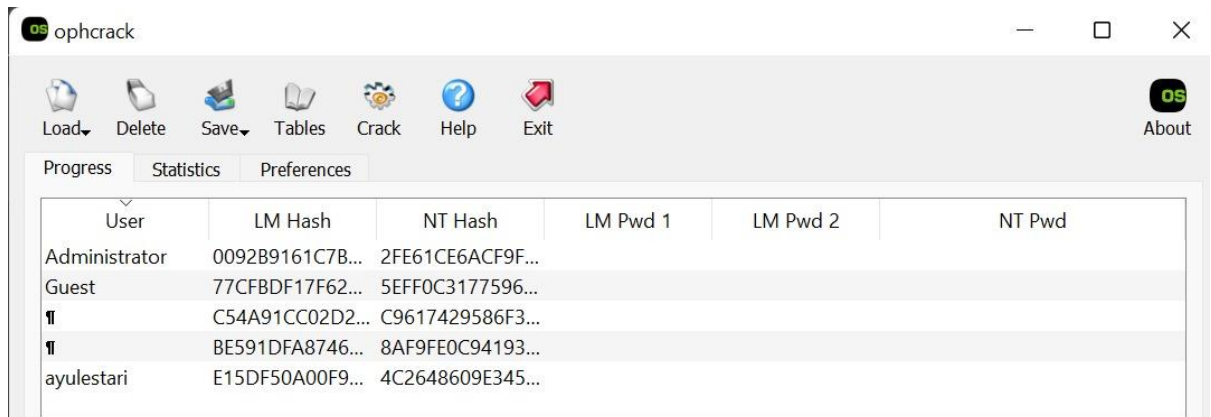 OS ophcrack
Load Delete Save Tables Crack Help Exit OS About
Progress Statistics Preferences
User LM Hash NT Hash LM Pwd 1 LM Pwd 2 NT Pwd
Administrator 0092B9161C7B... 2FE61CE6ACF9F...
Guest 77CFBDF17F62... 5EFF0C3177596...
¶ C54A91CC02D2... C9617429586F3...
¶ BE591DFA8746... 8AF9FE0C94193...
ayulestari E15DF50A00F9... 4C2648609E345...